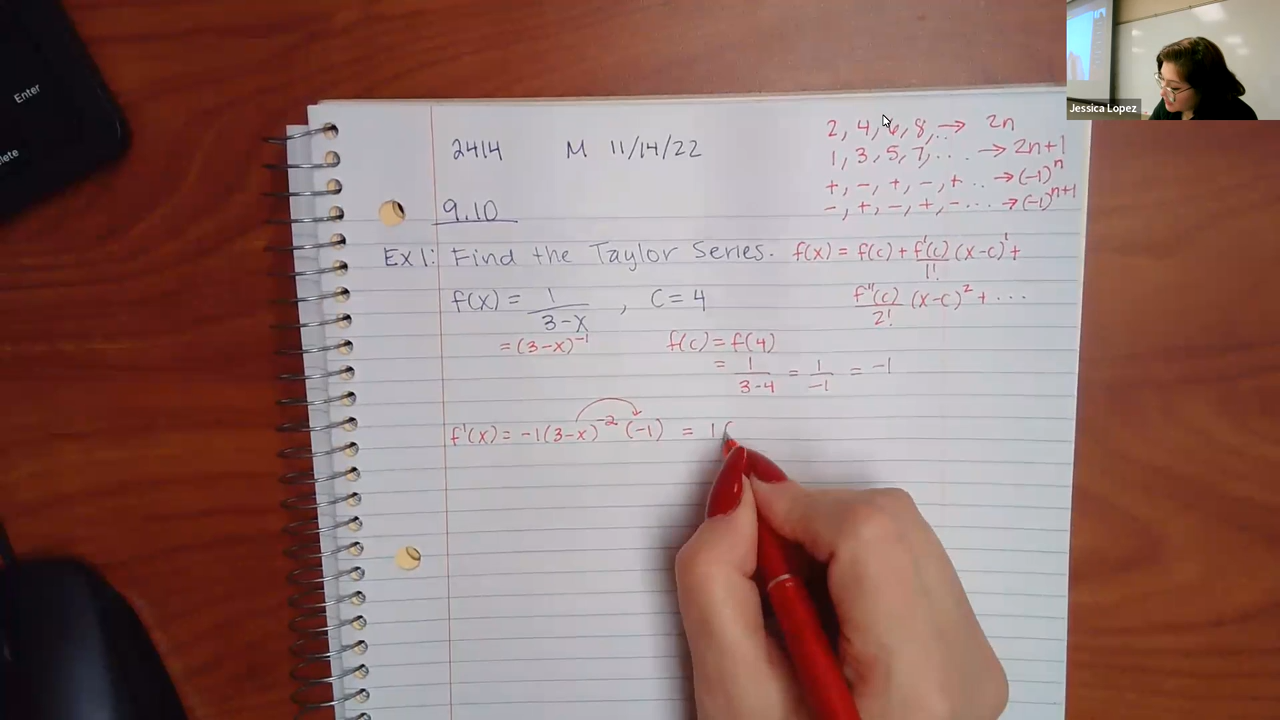 Enter
lete
Jessica Lopez
2414 M 11/14/22
2, 4, 6, 8, ... → 2n
1, 3, 5, 7, ... → 2n+1
+, -, +, -, + .. → (-1)^n
-, +, -, +, - ... → (-1)^{n+1}
9.10
Ex 1: Find the Taylor Series. f(x) = f(c) + f'(c)/1! (x-c)^1 +
f''(c)/2! (x-c)^2 + ...
f(x) = 1/(3-x) , C = 4
= (3-x)^{-1}
f(c) = f(4)
= 1/(3-4) = 1/-1 = -1
f'(x) = -1(3-x)^{-2} (-1) = 1(